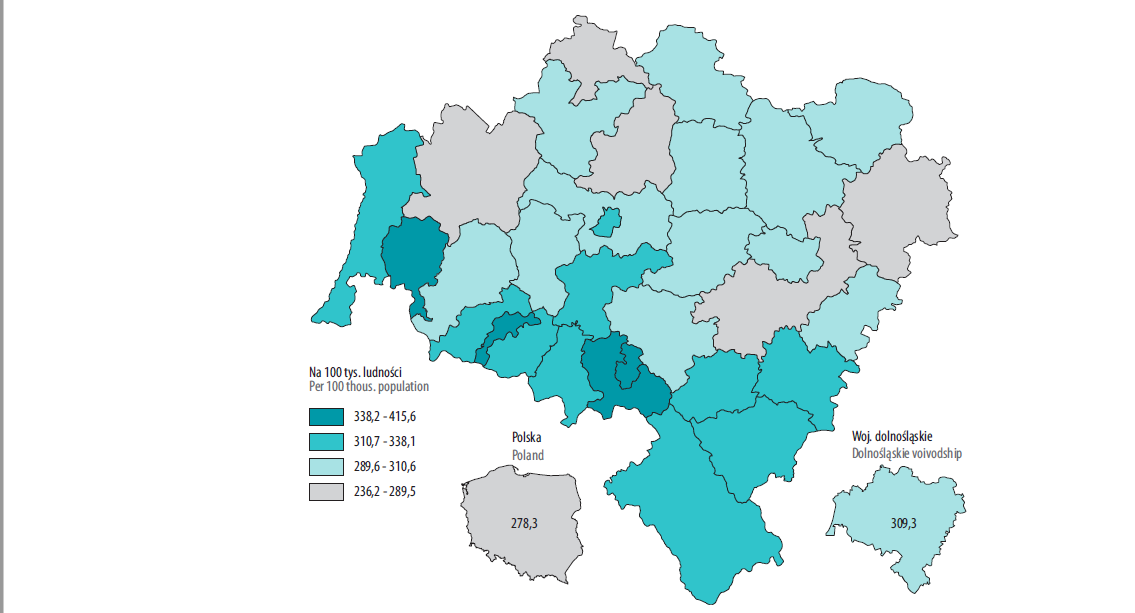 Na 100 tys. ludności
Per 100 thous. population
338,2 - 415,6
310,7 - 338,1
289,6 - 310,6
236,2 - 289,5
Polska
Poland
278,3
Woj. dolnośląskie
Dolnośląskie voivodship
309,3